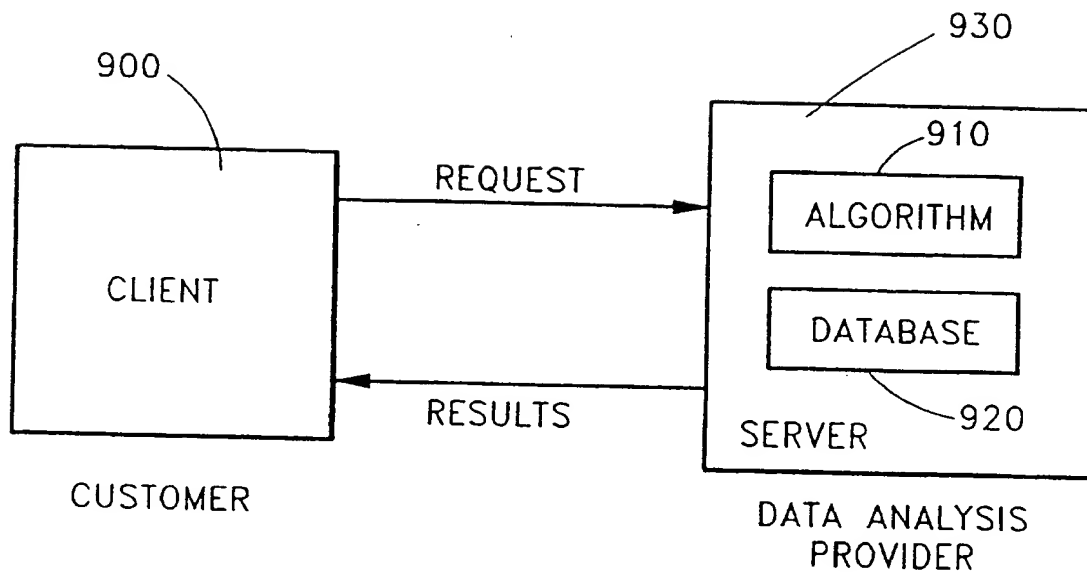 930
900
910
REQUEST
ALGORITHM
CLIENT
DATABASE
RESULTS
920
SERVER
CUSTOMER
DATA ANALYSIS
PROVIDER